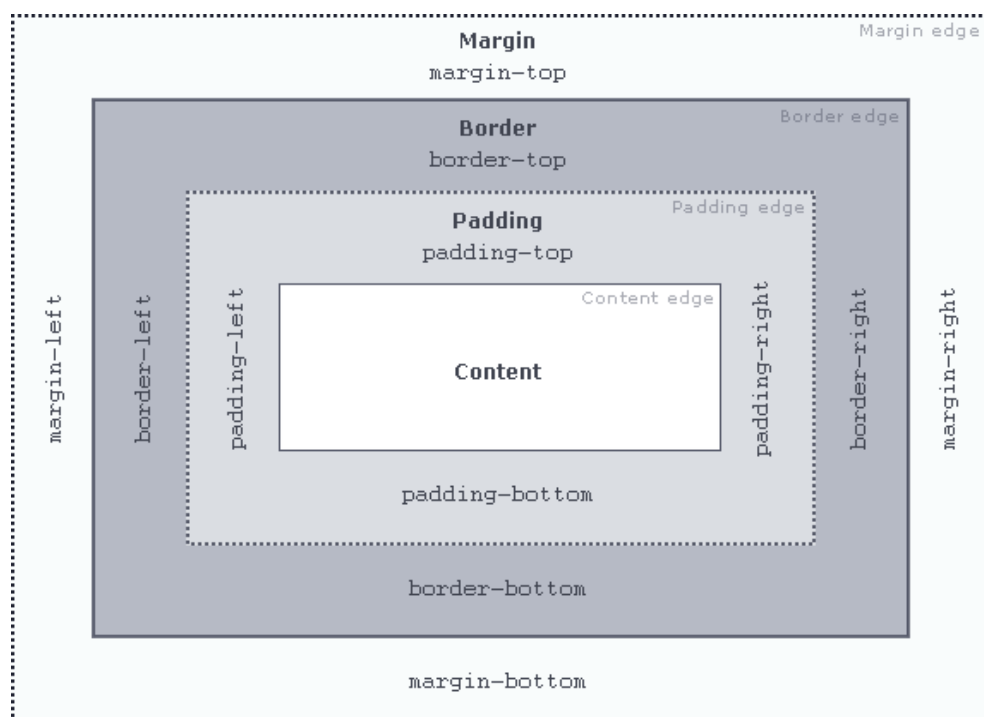 Margin edge
Margin
margin-top
Border edge
Border
border-top
Padding edge
Padding
padding-top
Content edge
margin-left
border-left
padding-left
Content
padding-right
border-right
margin-right
padding-bottom
border-bottom
margin-bottom